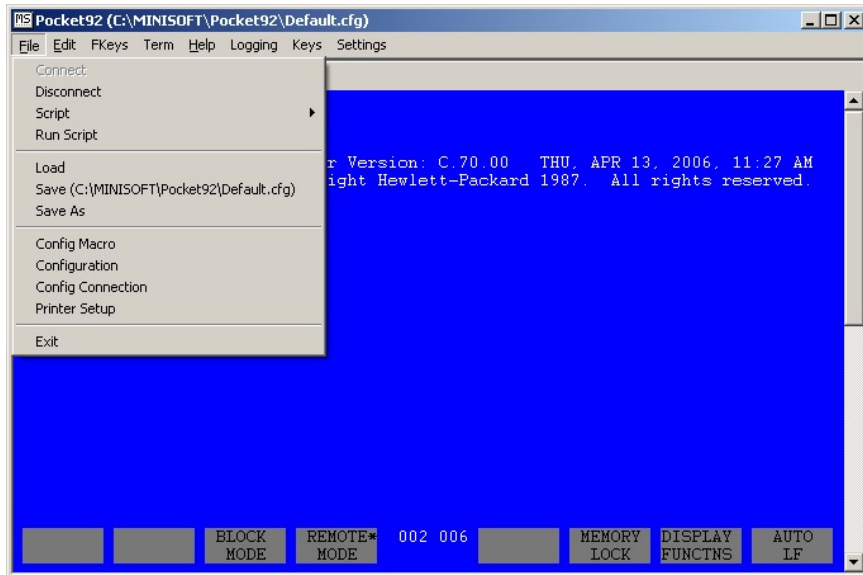 MS Pocket92 (C:\MINISOFT\Pocket92\Default.cfg)
File Edit FKeys Term Help Logging Keys Settings
Connect
Disconnect
Script
Run Script
Load
Save (C:\MINISOFT\Pocket92\Default.cfg)
Save As
Config Macro
Configuration
Config Connection
Printer Setup
Exit
r Version: C.70.00 THU, APR 13, 2006, 11:27 AM
ight Hewlett-Packard 1987. All rights reserved.
BLOCK MODE
REMOTE* MODE
002 006
MEMORY LOCK
DISPLAY FUNCTNS
AUTO LF